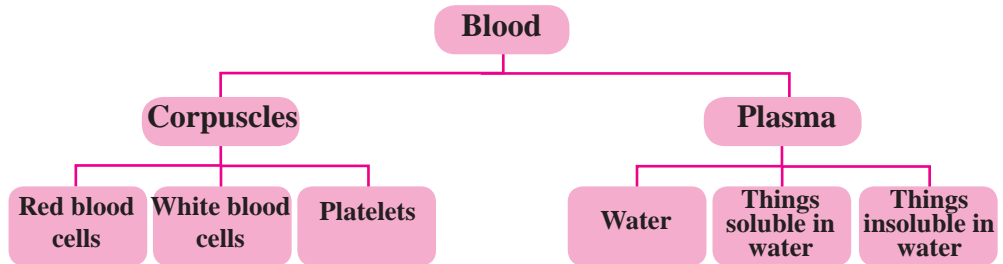 Blood
Corpuscles
Plasma
Red blood
cells
White blood
cells
Platelets
Water
Things
soluble in
water
Things
insoluble in
water